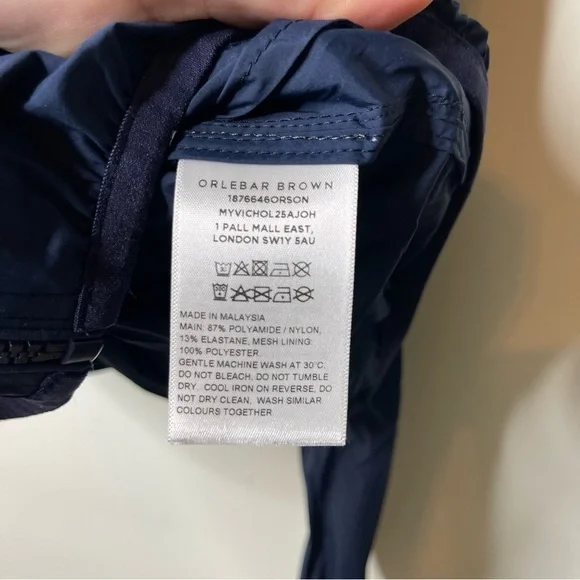 ORLEBAR BROWN
1876646ORSON
MYVICHOL25AJOH
1 PALL MALL EAST,
LONDON SW1Y 5AU
MADE IN MALAYSIA
MAIN: 87% POLYAMIDE / NYLON,
13% ELASTANE, MESH LINING:
100% POLYESTER
GENTLE MACHINE WASH AT 30°C.
DO NOT BLEACH, DO NOT TUMBLE
DRY. COOL IRON ON REVERSE, DO
NOT DRY CLEAN, WASH SIMILAR
COLOURS TOGETHER